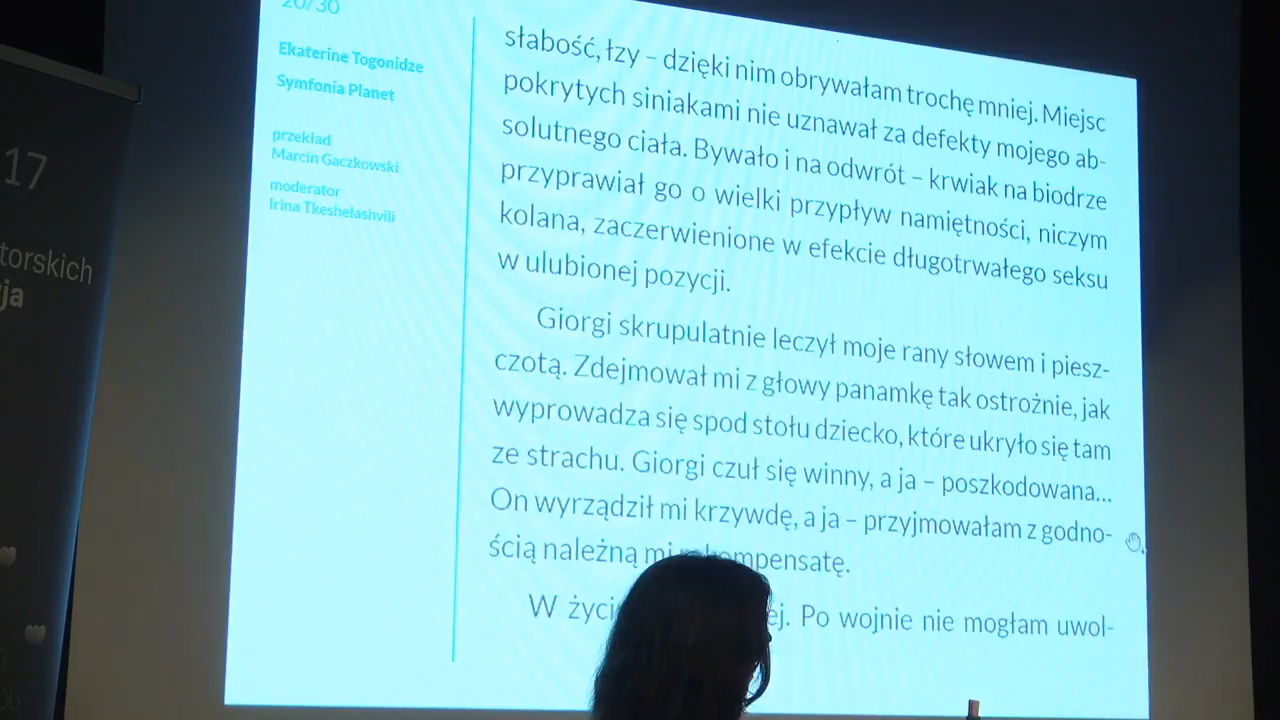 20/30
Ekaterine Togonidze
Symfonia Planet
przekład
Marcin Gaczkowski
moderator
Irina Tkeshelashvili
słabość, łzy – dzięki nim obrywałam trochę mniej. Miejsc
pokrytych siniakami nie uznawał za defekty mojego ab-
solutnego ciała. Bywało i na odwrót – krwiak na biodrze
przyprawiał go o wielki przypływ namiętności, niczym
kolana, zaczerwienione w efekcie długotrwałego seksu
w ulubionej pozycji.
Giorgi skrupulatnie leczył moje rany słowem i piesz-
czotą. Zdejmował mi z głowy panamkę tak ostrożnie, jak
wyprowadza się spod stołu dziecko, które ukryło się tam
ze strachu. Giorgi czuł się winny, a ja – poszkodowana...
On wyrządził mi krzywdę, a ja – przyjmowałam z godno-
ścią należną mi rekompensatę.
W ej. Po wojnie nie mogłam uwol-
17
torskich
ja